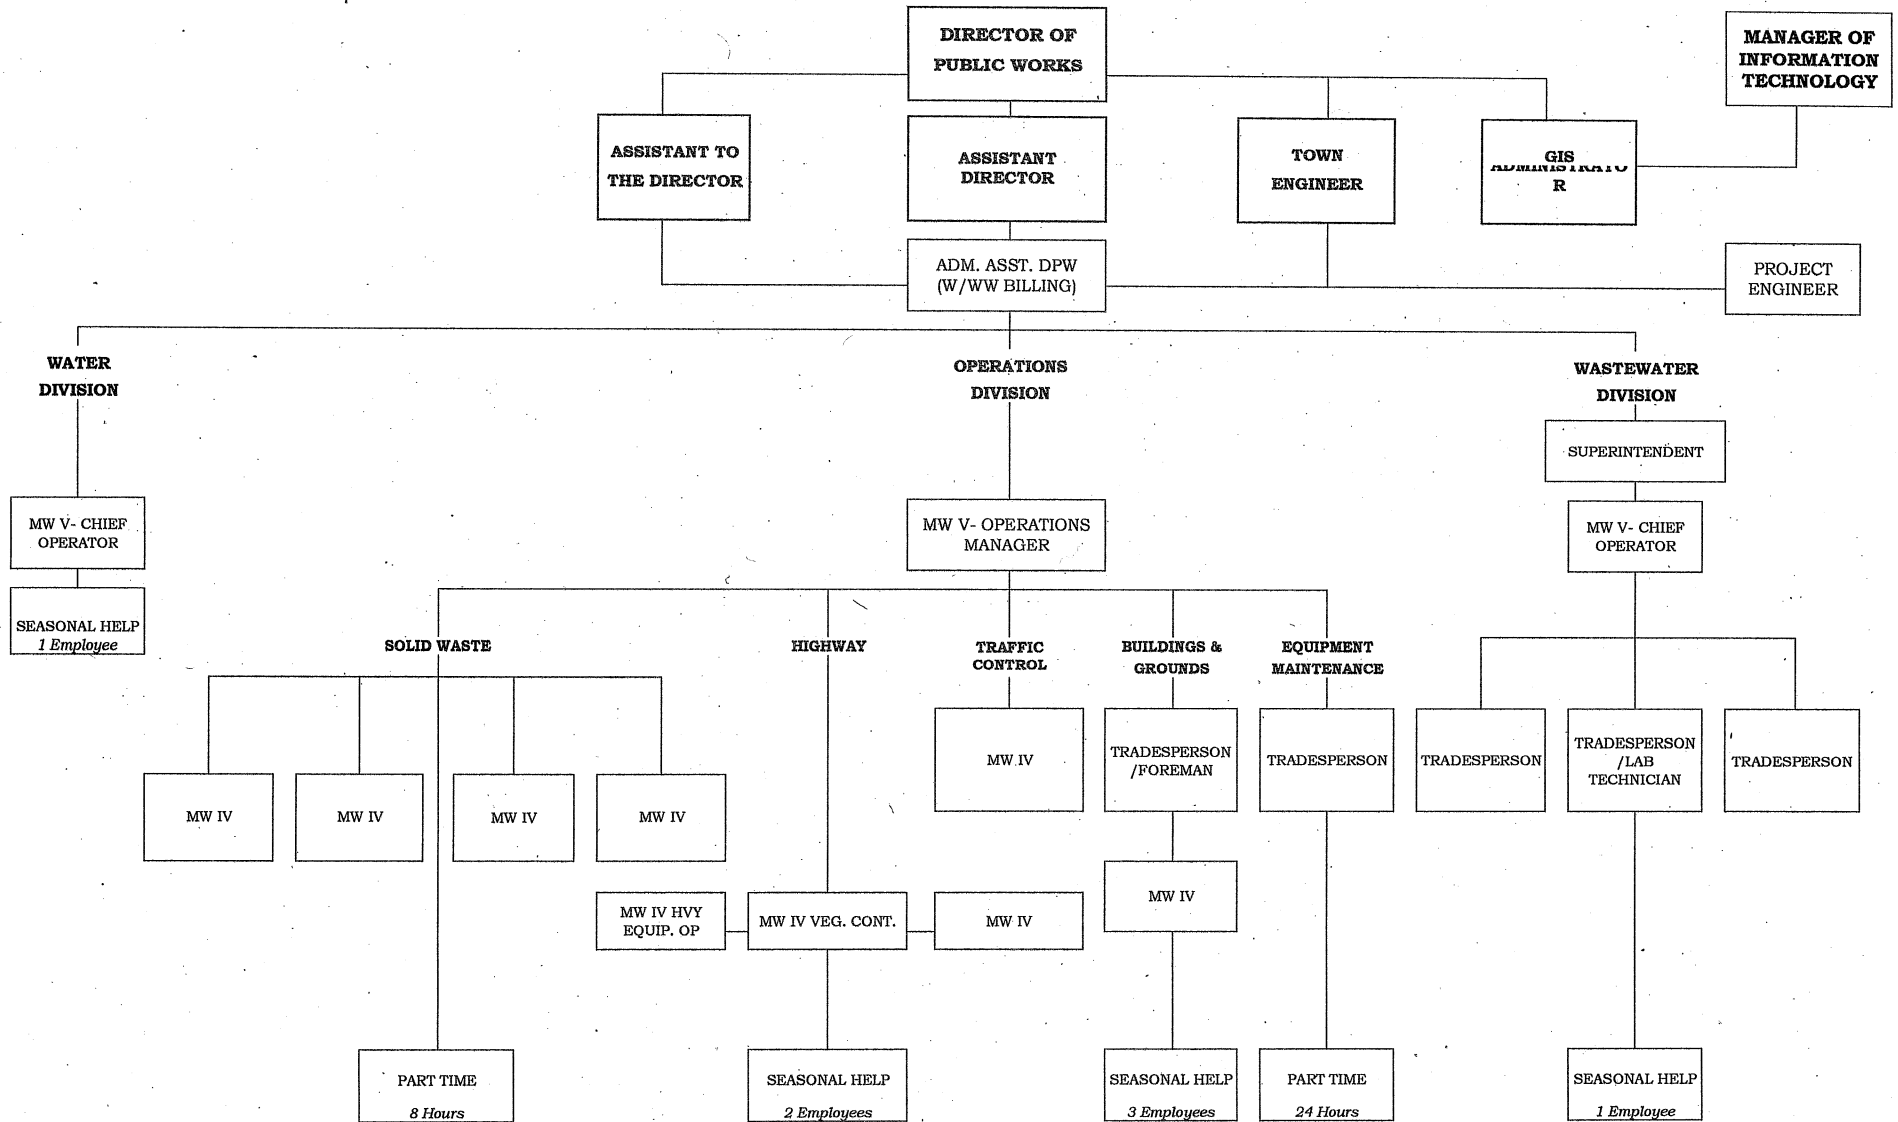 DIRECTOR OF
PUBLIC WORKS
MANAGER OF
INFORMATION
TECHNOLOGY
ASSISTANT TO
THE DIRECTOR
ASSISTANT
DIRECTOR
TOWN
ENGINEER
GIS
ADMINISTRATO
R
ADM. ASST. DPW
(W/WW BILLING)
PROJECT
ENGINEER
WATER
DIVISION
OPERATIONS
DIVISION
WASTEWATER
DIVISION
SUPERINTENDENT
MW V- CHIEF
OPERATOR
MW V- OPERATIONS
MANAGER
MW V- CHIEF
OPERATOR
SEASONAL HELP
1 Employee
SOLID WASTE
HIGHWAY
TRAFFIC
CONTROL
BUILDINGS &
GROUNDS
EQUIPMENT
MAINTENANCE
MW IV
MW IV
MW IV
MW IV
MW IV
TRADESPERSON
/FOREMAN
TRADESPERSON
TRADESPERSON
TRADESPERSON
/LAB
TECHNICIAN
TRADESPERSON
MW IV HVY
EQUIP. OP
MW IV VEG. CONT.
MW IV
MW IV
PART TIME
8 Hours
SEASONAL HELP
2 Employees
SEASONAL HELP
3 Employees
PART TIME
24 Hours
SEASONAL HELP
1 Employee